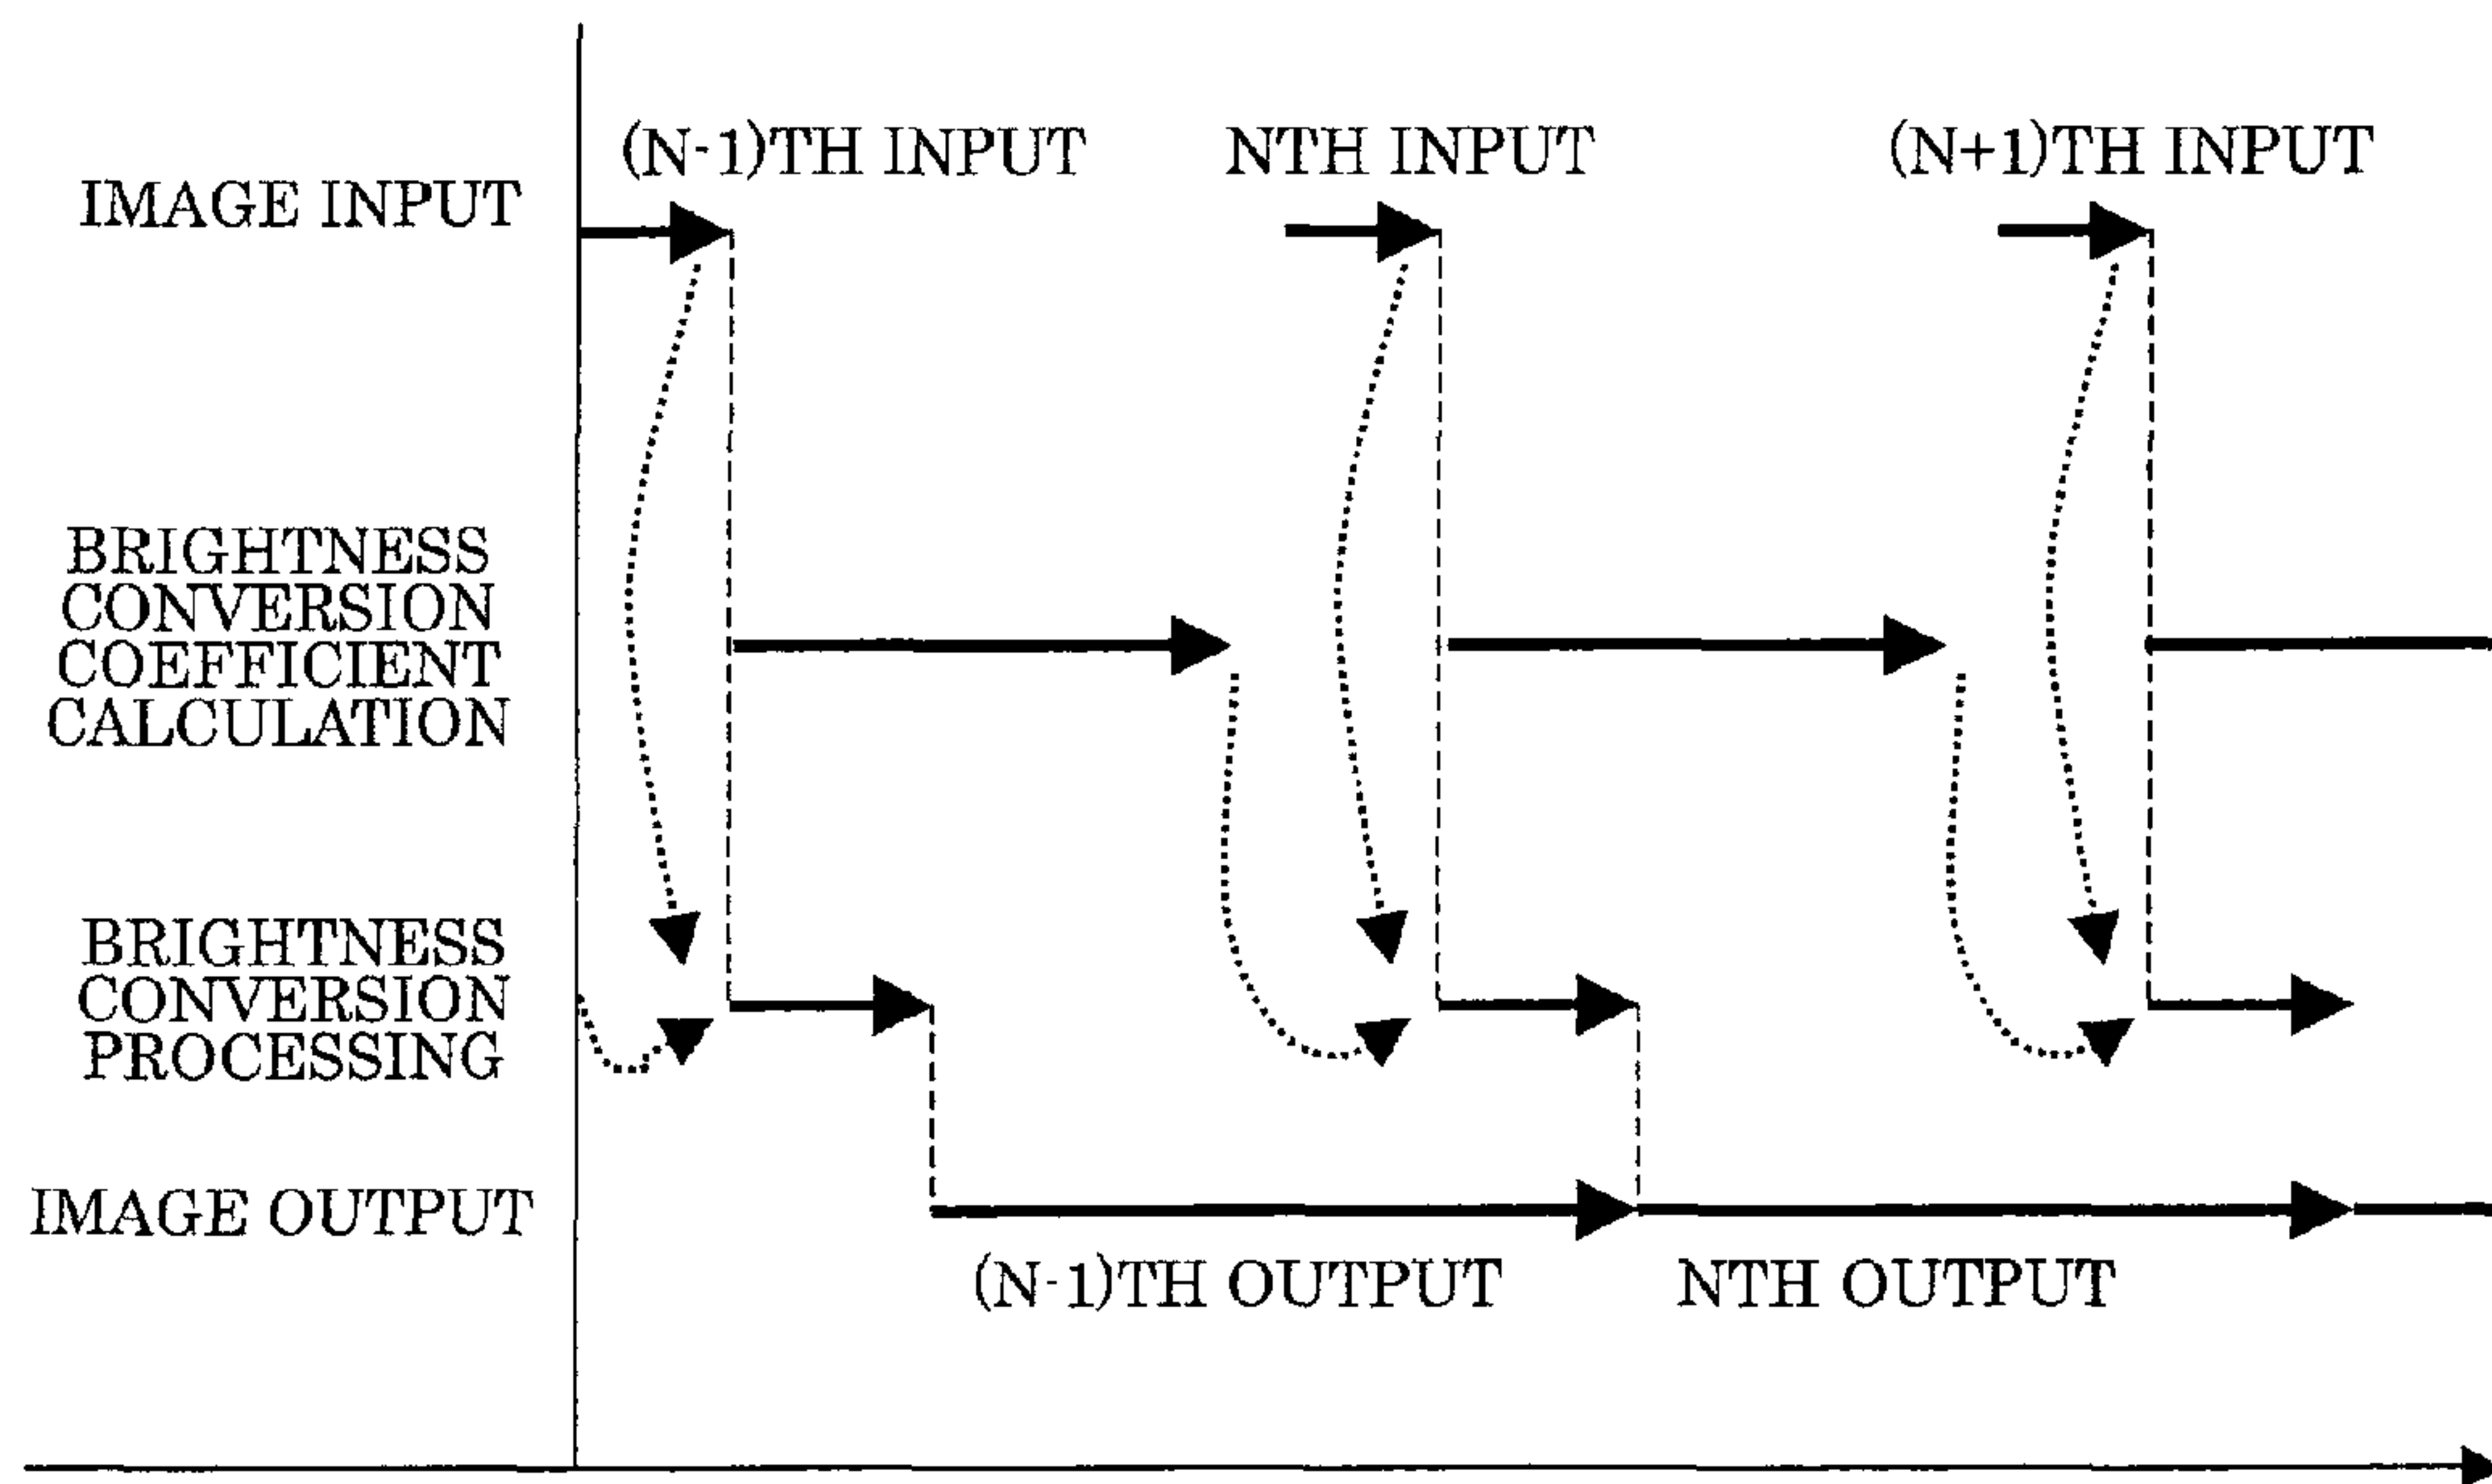 (N-1)TH INPUT
NTH INPUT
(N+1)TH INPUT
IMAGE INPUT
BRIGHTNESS
CONVERSION
COEFFICIENT
CALCULATION
BRIGHTNESS
CONVERSION
PROCESSING
IMAGE OUTPUT
(N-1)TH OUTPUT
NTH OUTPUT